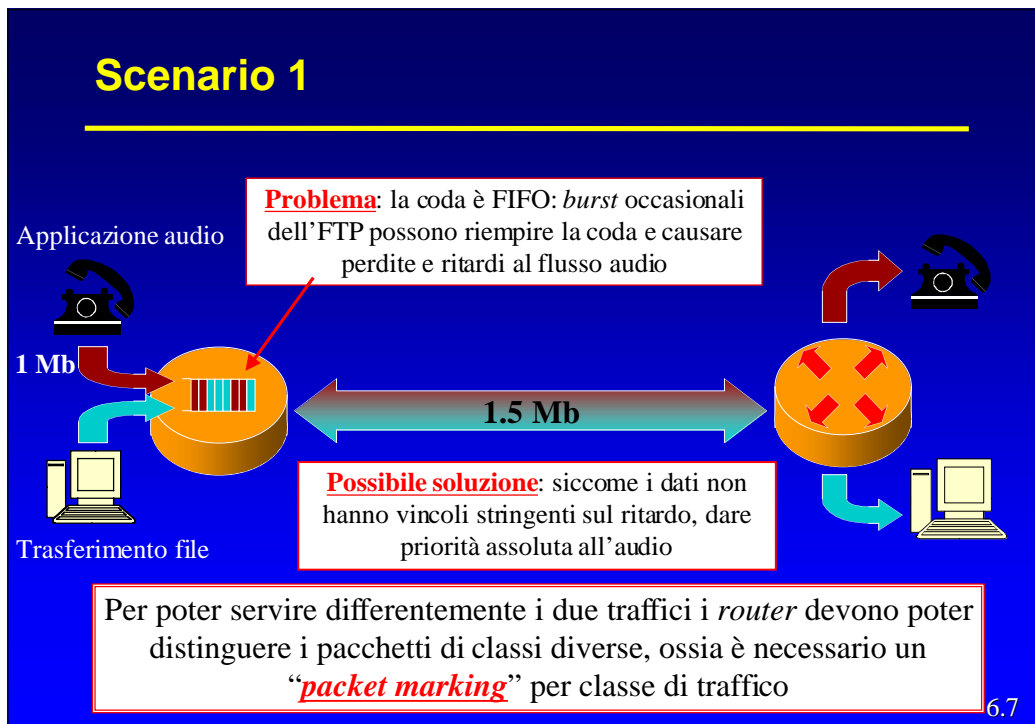 Scenario 1
Problema: la coda è FIFO: burst occasionali
dell’FTP possono riempire la coda e causare
perdite e ritardi al flusso audio
Applicazione audio
1 Mb
1.5 Mb
Possibile soluzione: siccome i dati non
hanno vincoli stringenti sul ritardo, dare
priorità assoluta all’audio
Trasferimento file
Per poter servire differentemente i due traffici i router devono poter
distinguere i pacchetti di classi diverse, ossia è necessario un
“packet marking” per classe di traffico
6.7